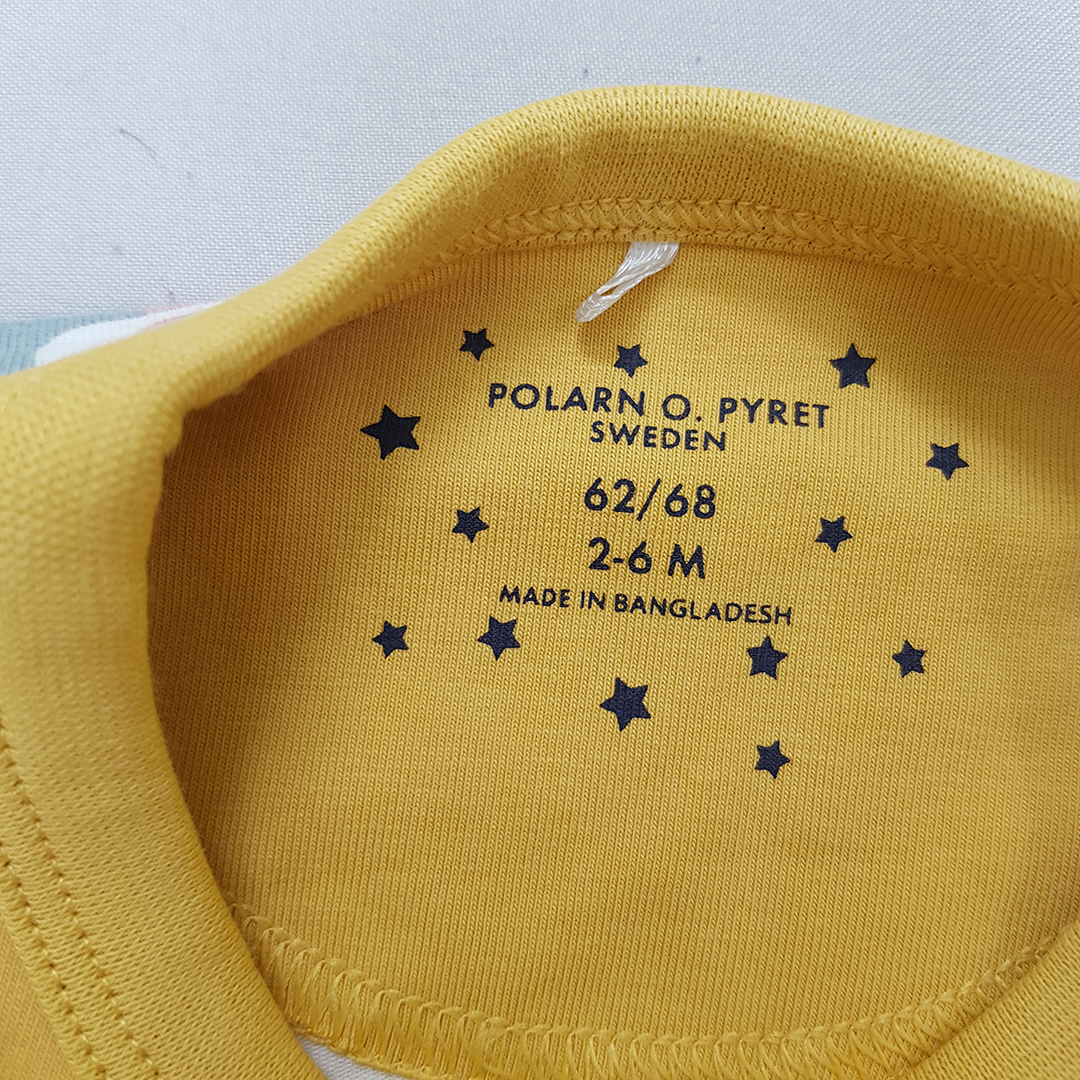 POLARN O. PYRET
SWEDEN
62/68
2-6 M
MADE IN BANGLADESH